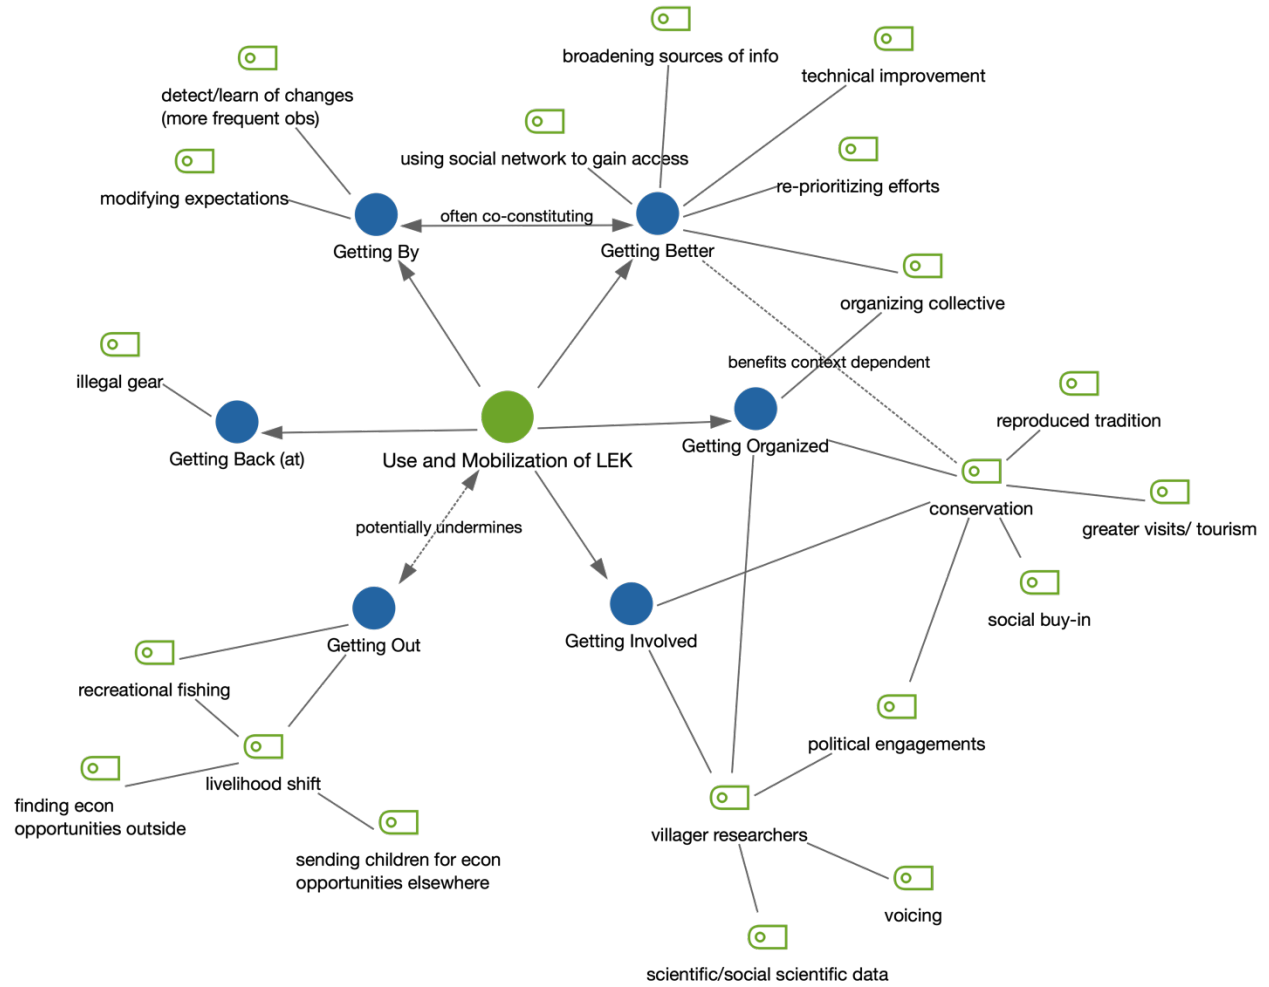 broadening sources of info
technical improvement
detect/learn of changes
(more frequent obs)
using social network to gain access
re-prioritizing efforts
modifying expectations
often co-constituting
Getting By
Getting Better
organizing collective
benefits context dependent
illegal gear
reproduced tradition
Getting Organized
Getting Back (at)
Use and Mobilization of LEK
conservation
potentially undermines
greater visits/ tourism
social buy-in
Getting Involved
Getting Out
recreational fishing
political engagements
livelihood shift
finding econ
opportunities outside
villager researchers
sending children for econ
opportunities elsewhere
voicing
scientific/social scientific data